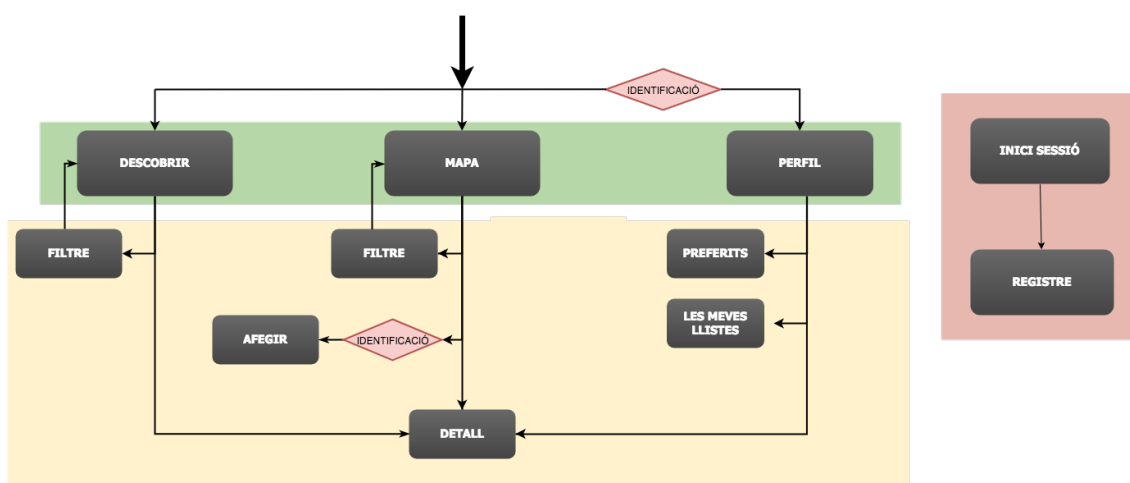 IDENTIFICACIÓ
DESCOBRIR
MAPA
PERFIL
INICI SESSIÓ
FILTRE
FILTRE
PREFERITS
REGISTRE
LES MEVES
LLISTES
AFEGIR
IDENTIFICACIÓ
DETALL